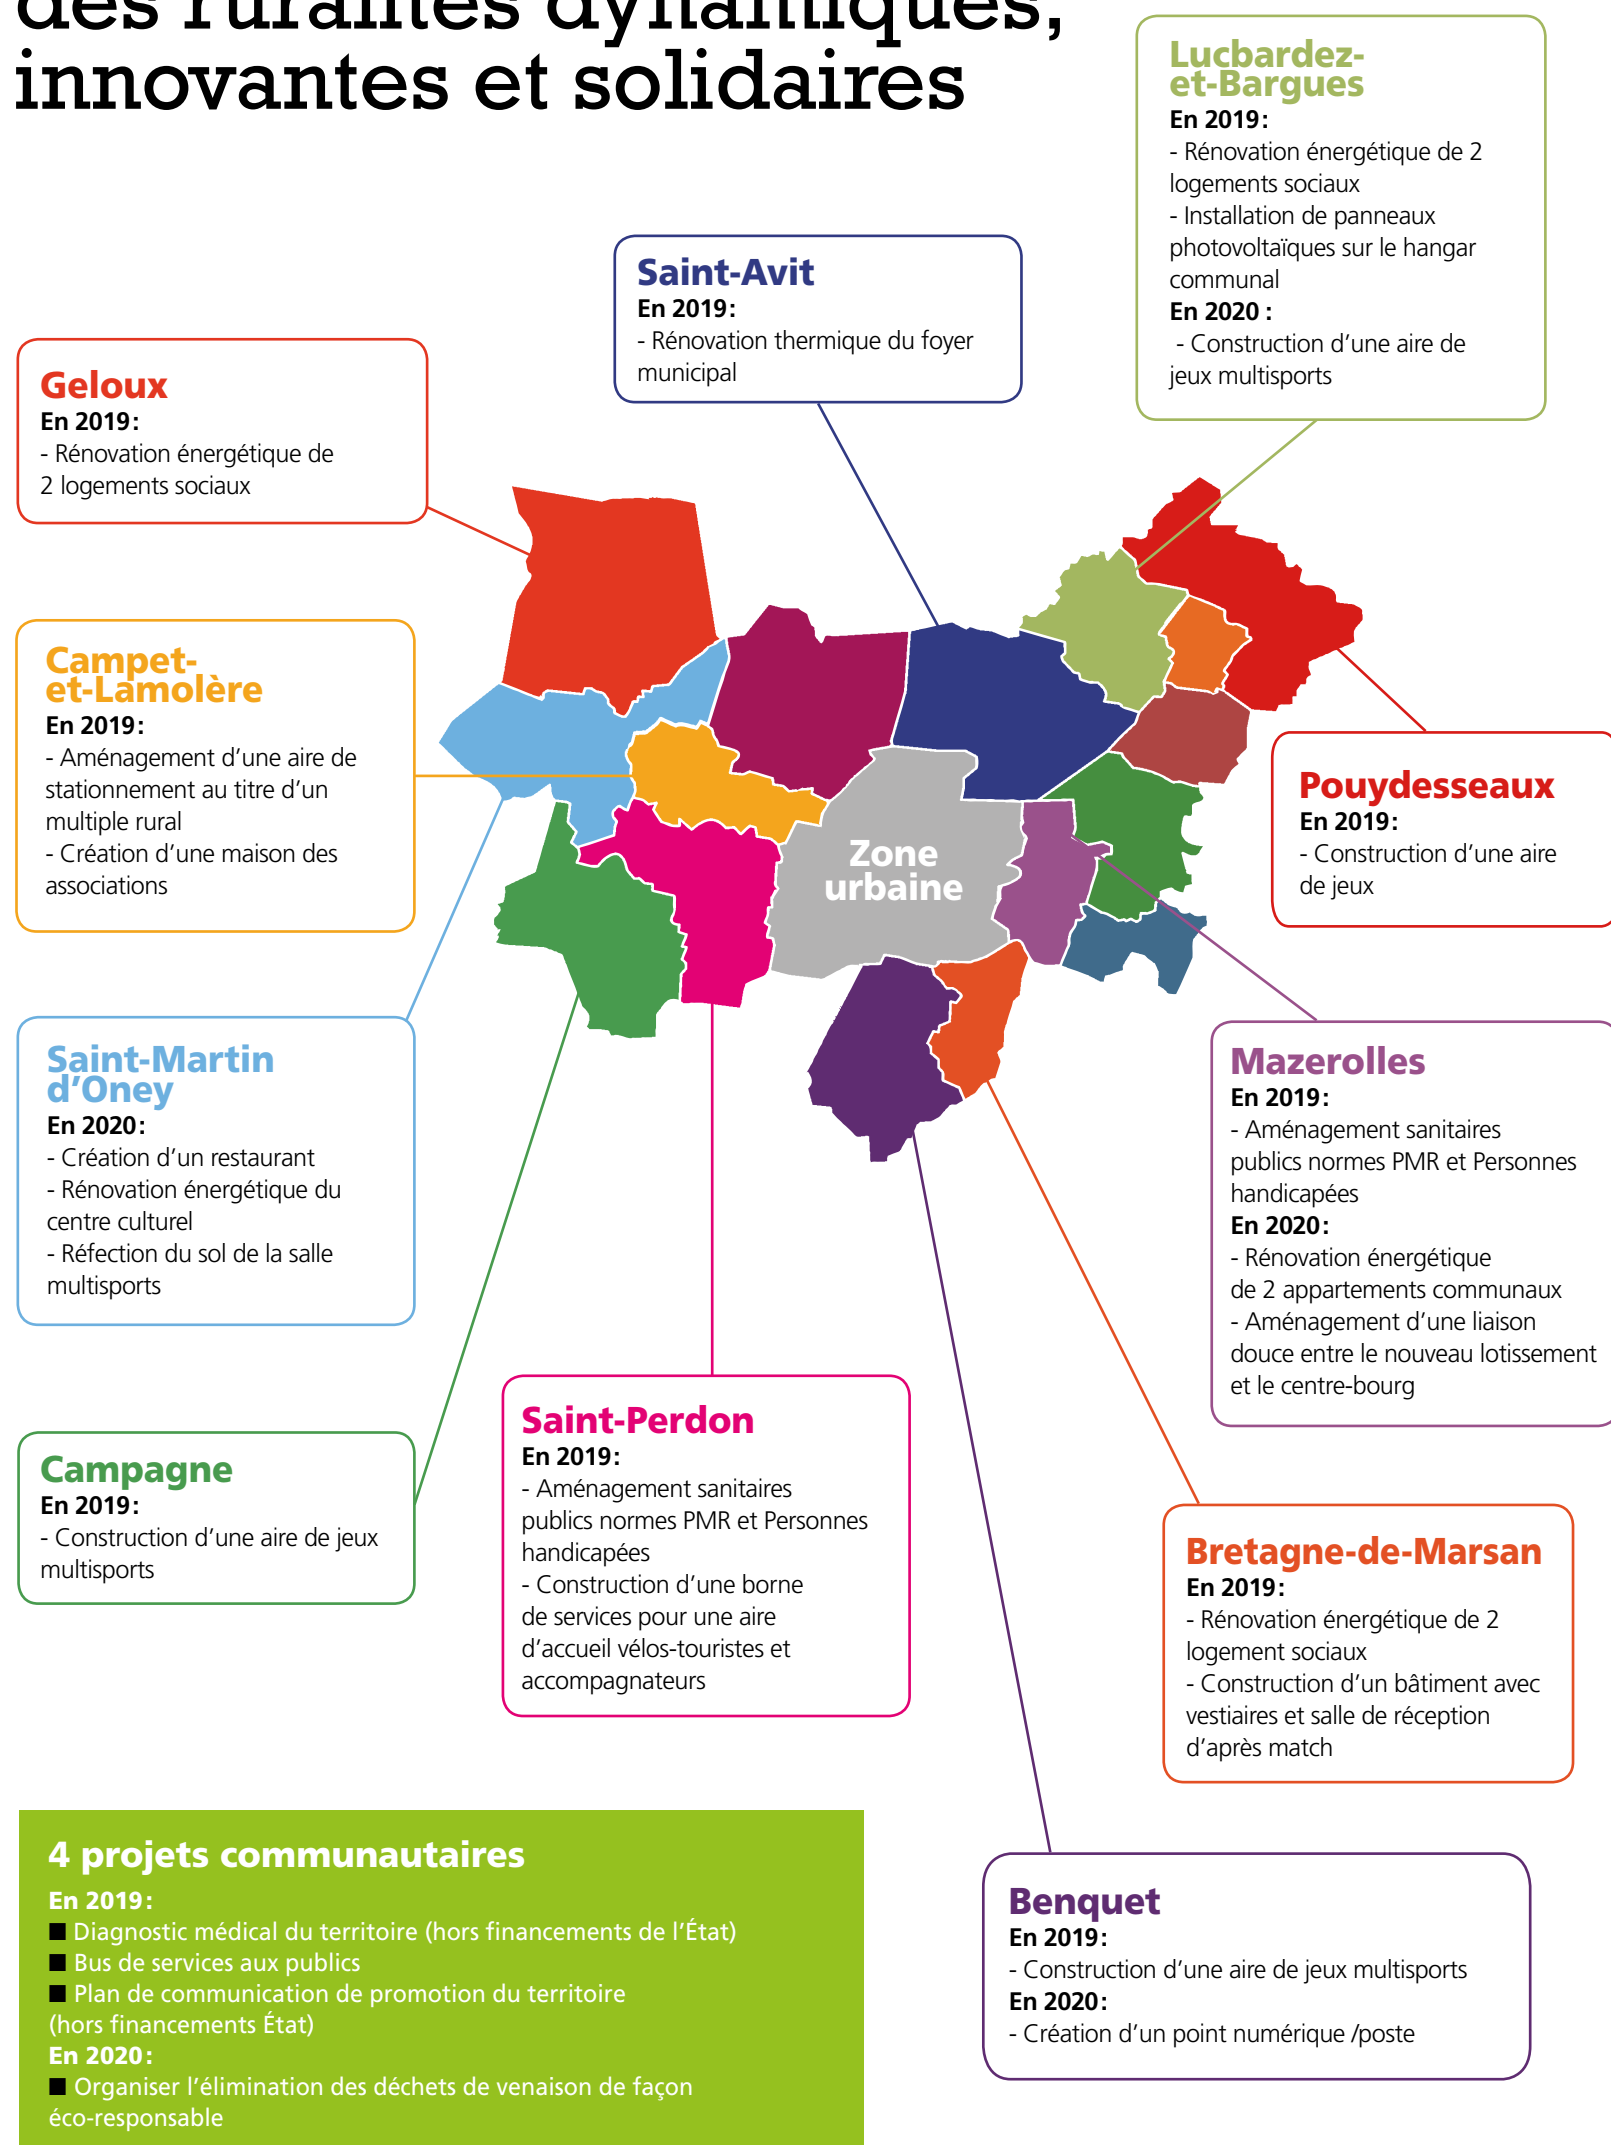 des ruralités dynamiques,
innovantes et solidaires
Lucbardez-
et-Bargues
En 2019:
- Rénovation énergétique de 2
logements sociaux
- Installation de panneaux
photovoltaïques sur le hangar
communal
En 2020 :
- Construction d’une aire de
jeux multisports
Saint-Avit
En 2019:
- Rénovation thermique du foyer
municipal
Geloux
En 2019:
- Rénovation énergétique de
2 logements sociaux
Campet-
et-Lamolère
En 2019:
- Aménagement d’une aire de
stationnement au titre d’un
multiple rural
- Création d’une maison des
associations
Zone
urbaine
Pouydesseaux
En 2019:
- Construction d’une aire
de jeux
Saint-Martin
d’Oney
En 2020:
- Création d’un restaurant
- Rénovation énergétique du
centre culturel
- Réfection du sol de la salle
multisports
Mazerolles
En 2019:
- Aménagement sanitaires
publics normes PMR et Personnes
handicapées
En 2020:
- Rénovation énergétique
de 2 appartements communaux
- Aménagement d’une liaison
douce entre le nouveau lotissement
et le centre-bourg
Campagne
En 2019:
- Construction d’une aire de jeux
multisports
Saint-Perdon
En 2019:
- Aménagement sanitaires
publics normes PMR et Personnes
handicapées
- Construction d’une borne
de services pour une aire
d’accueil vélos-touristes et
accompagnateurs
Bretagne-de-Marsan
En 2019:
- Rénovation énergétique de 2
logement sociaux
- Construction d’un bâtiment avec
vestiaires et salle de réception
d’après match
4 projets communautaires
En 2019:
■ Diagnostic médical du territoire (hors financements de l’État)
■ Bus de services aux publics
■ Plan de communication de promotion du territoire
(hors financements État)
En 2020:
■ Organiser l’élimination des déchets de venaison de façon
éco-responsable
Benquet
En 2019:
- Construction d’une aire de jeux multisports
En 2020:
- Création d’un point numérique /poste